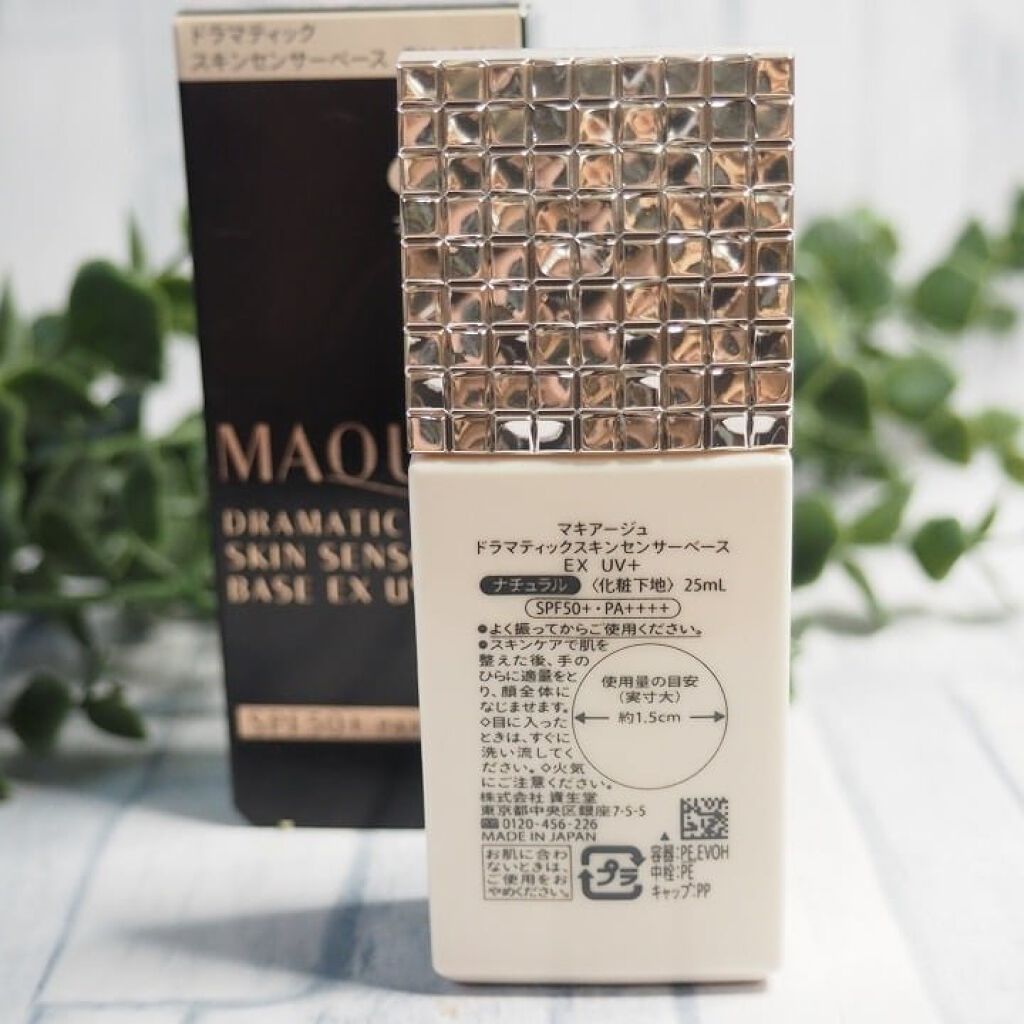 ドラマティック
スキンセンサーベース
MAQU
DRAMATIC
SKIN SENS
BASE EX U
SPF50+
マキアージュ
ドラマティックスキンセンサーベース
EX UV+
ナチュラル 〈化粧下地〉 25mL
SPF50+・PA++++
●よく振ってからご使用ください。
●スキンケアで肌を
整えた後、手の
ひらに適量をと
り、顔全体に
なじませます。
◇目に入った
ときは、すぐに
洗い流してく
ださい。◇火気
にご注意ください。
使用量の目安
(実寸大)
約1.5cm
株式会社 資生堂
東京都中央区銀座7-5-5
0120-456-226
MADE IN JAPAN
お肌に合わ
ないときは、
ご使用をお
やめください。
プラ
容器:PE,EVOH
中栓:PE
キャップ:PP